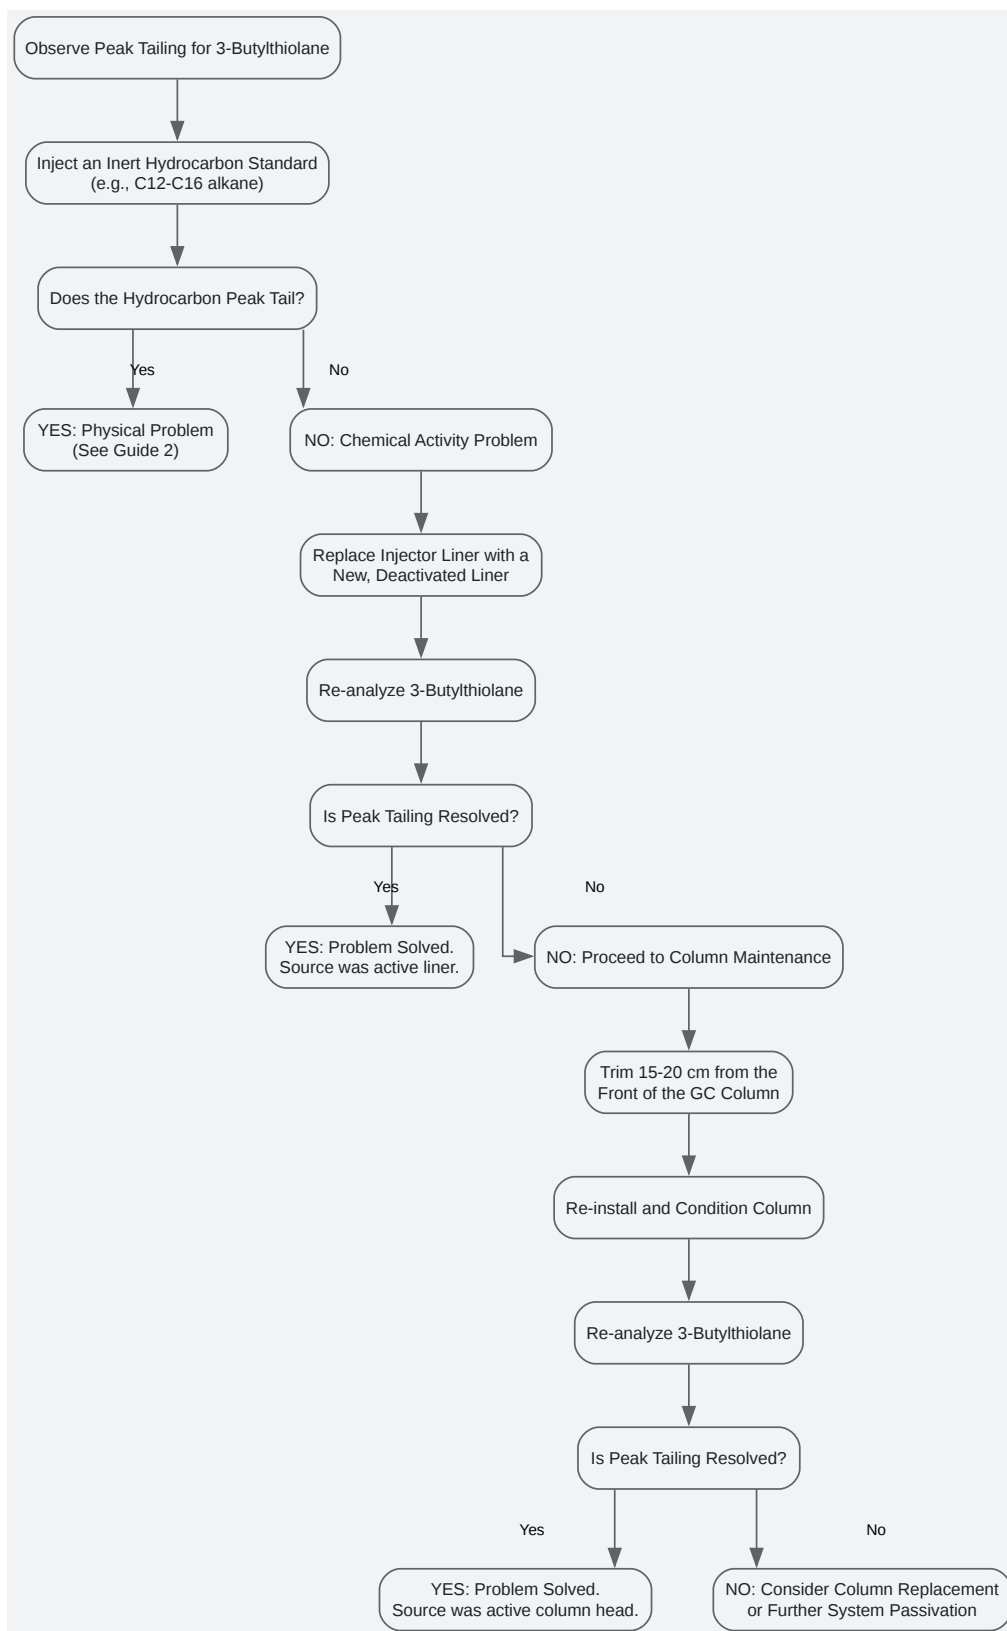 Observe Peak Tailing for 3-Butylthiolane
Inject an Inert Hydrocarbon Standard
(e.g., C12-C16 alkane)
Does the Hydrocarbon Peak Tail?
Yes
No
YES: Physical Problem
(See Guide 2)
NO: Chemical Activity Problem
Replace Injector Liner with a
New, Deactivated Liner
Re-analyze 3-Butylthiolane
Is Peak Tailing Resolved?
Yes
No
YES: Problem Solved.
Source was active liner.
NO: Proceed to Column Maintenance
Trim 15-20 cm from the
Front of the GC Column
Re-install and Condition Column
Re-analyze 3-Butylthiolane
Is Peak Tailing Resolved?
Yes
No
YES: Problem Solved.
Source was active column head.
NO: Consider Column Replacement
or Further System Passivation